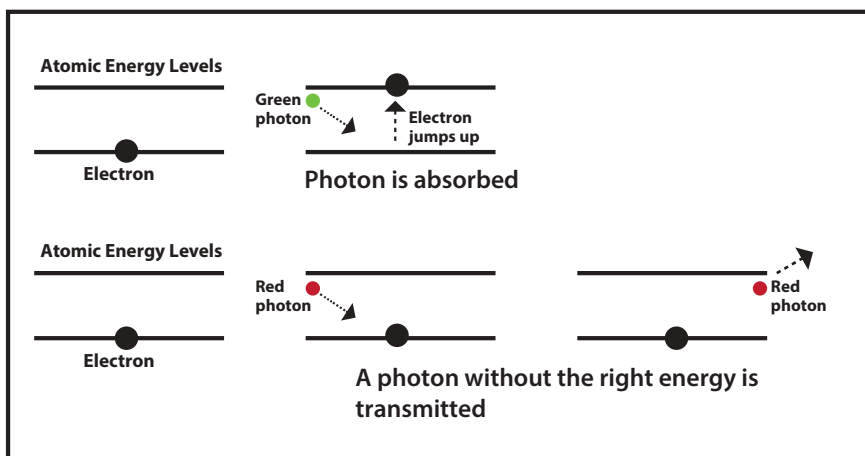 Atomic Energy Levels
Electron
Green
photon
Electron
jumps up
Photon is absorbed
Atomic Energy Levels
Electron
Red
photon
Red
photon
A photon without the right energy is
transmitted